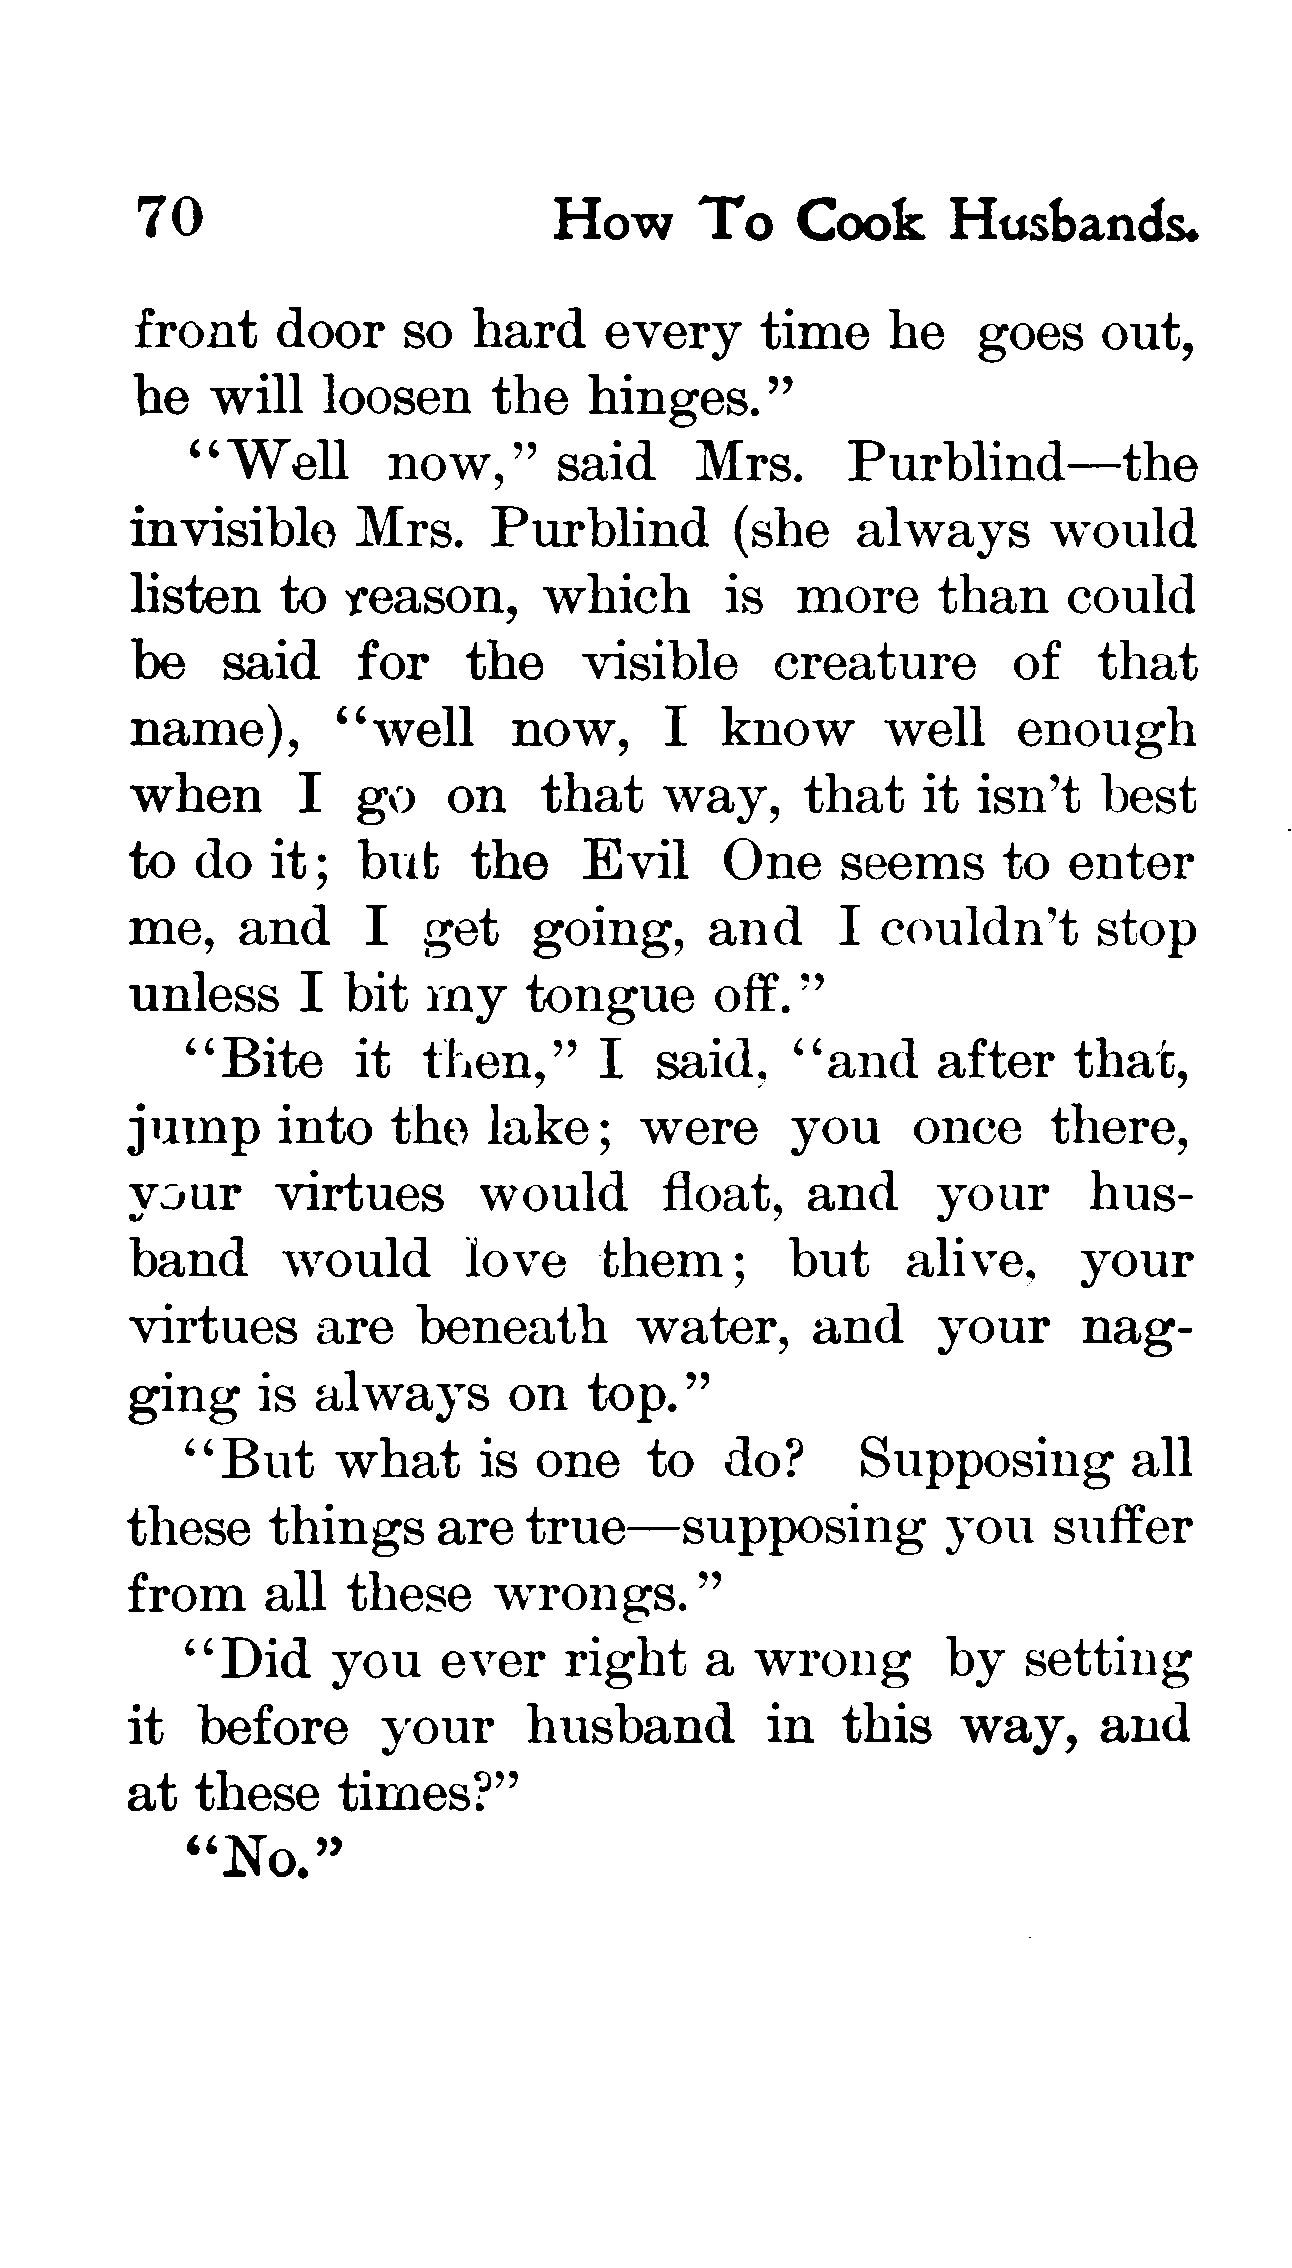 70 How To Cook Husbands.
front door so hard every time he goes out,
he will loosen the hinges."
"Well now," said Mrs. Purblind—the
invisible Mrs. Purblind (she always would
listen to reason, which is more than could
be said for the visible creature of that
name), "well now, I know well enough
when I go on that way, that it isn't best
to do it; but the Evil One seems to enter
me, and I get going, and I couldn't stop
unless I bit my tongue off."
"Bite it then," I said, "and after that,
jump into the lake; were you once there,
your virtues would float, and your hus-
band would love them; but alive, your
virtues are beneath water, and your nag-
ging is always on top."
"But what is one to do? Supposing all
these things are true—supposing you suffer
from all these wrongs."
"Did you ever right a wrong by setting
it before your husband in this way, and
at these times?"
"No."